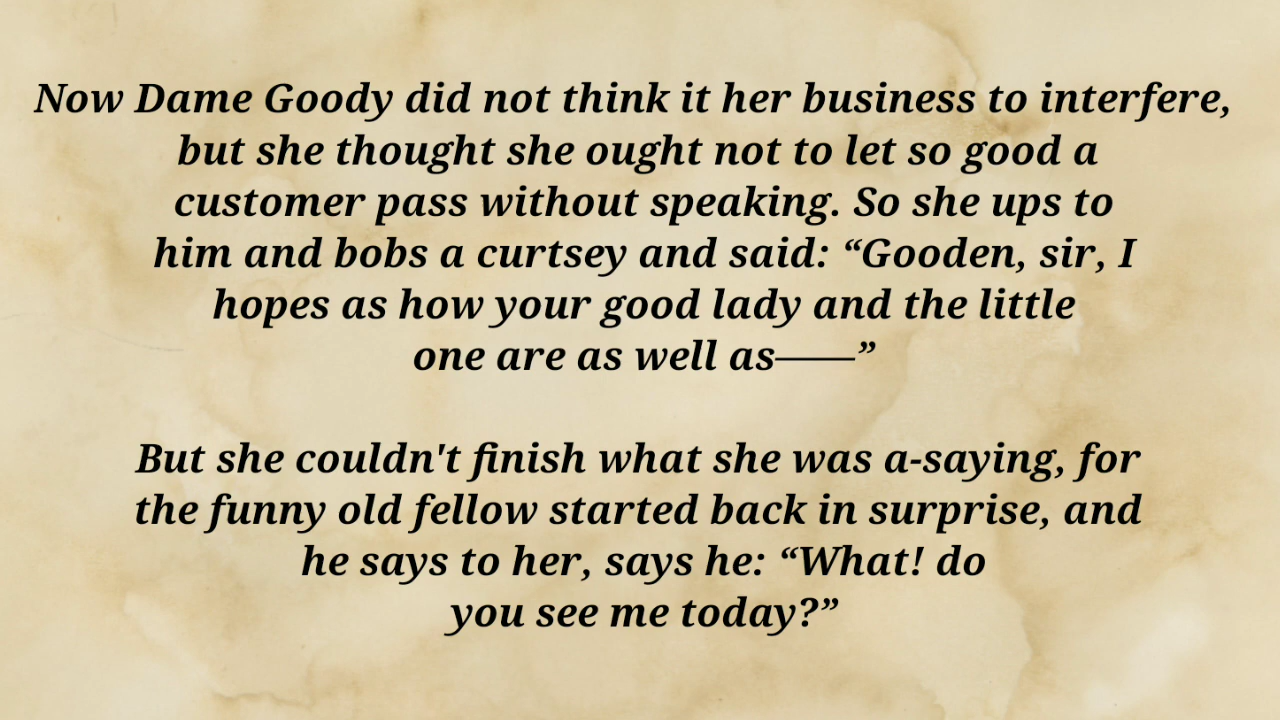 Now Dame Goody did not think it her business to interfere,
but she thought she ought not to let so good a
customer pass without speaking. So she ups to
him and bobs a curtsey and said: “Gooden, sir, I
hopes as how your good lady and the little
one are as well as——”
But she couldn't finish what she was a-saying, for
the funny old fellow started back in surprise, and
he says to her, says he: “What! do
you see me today?”